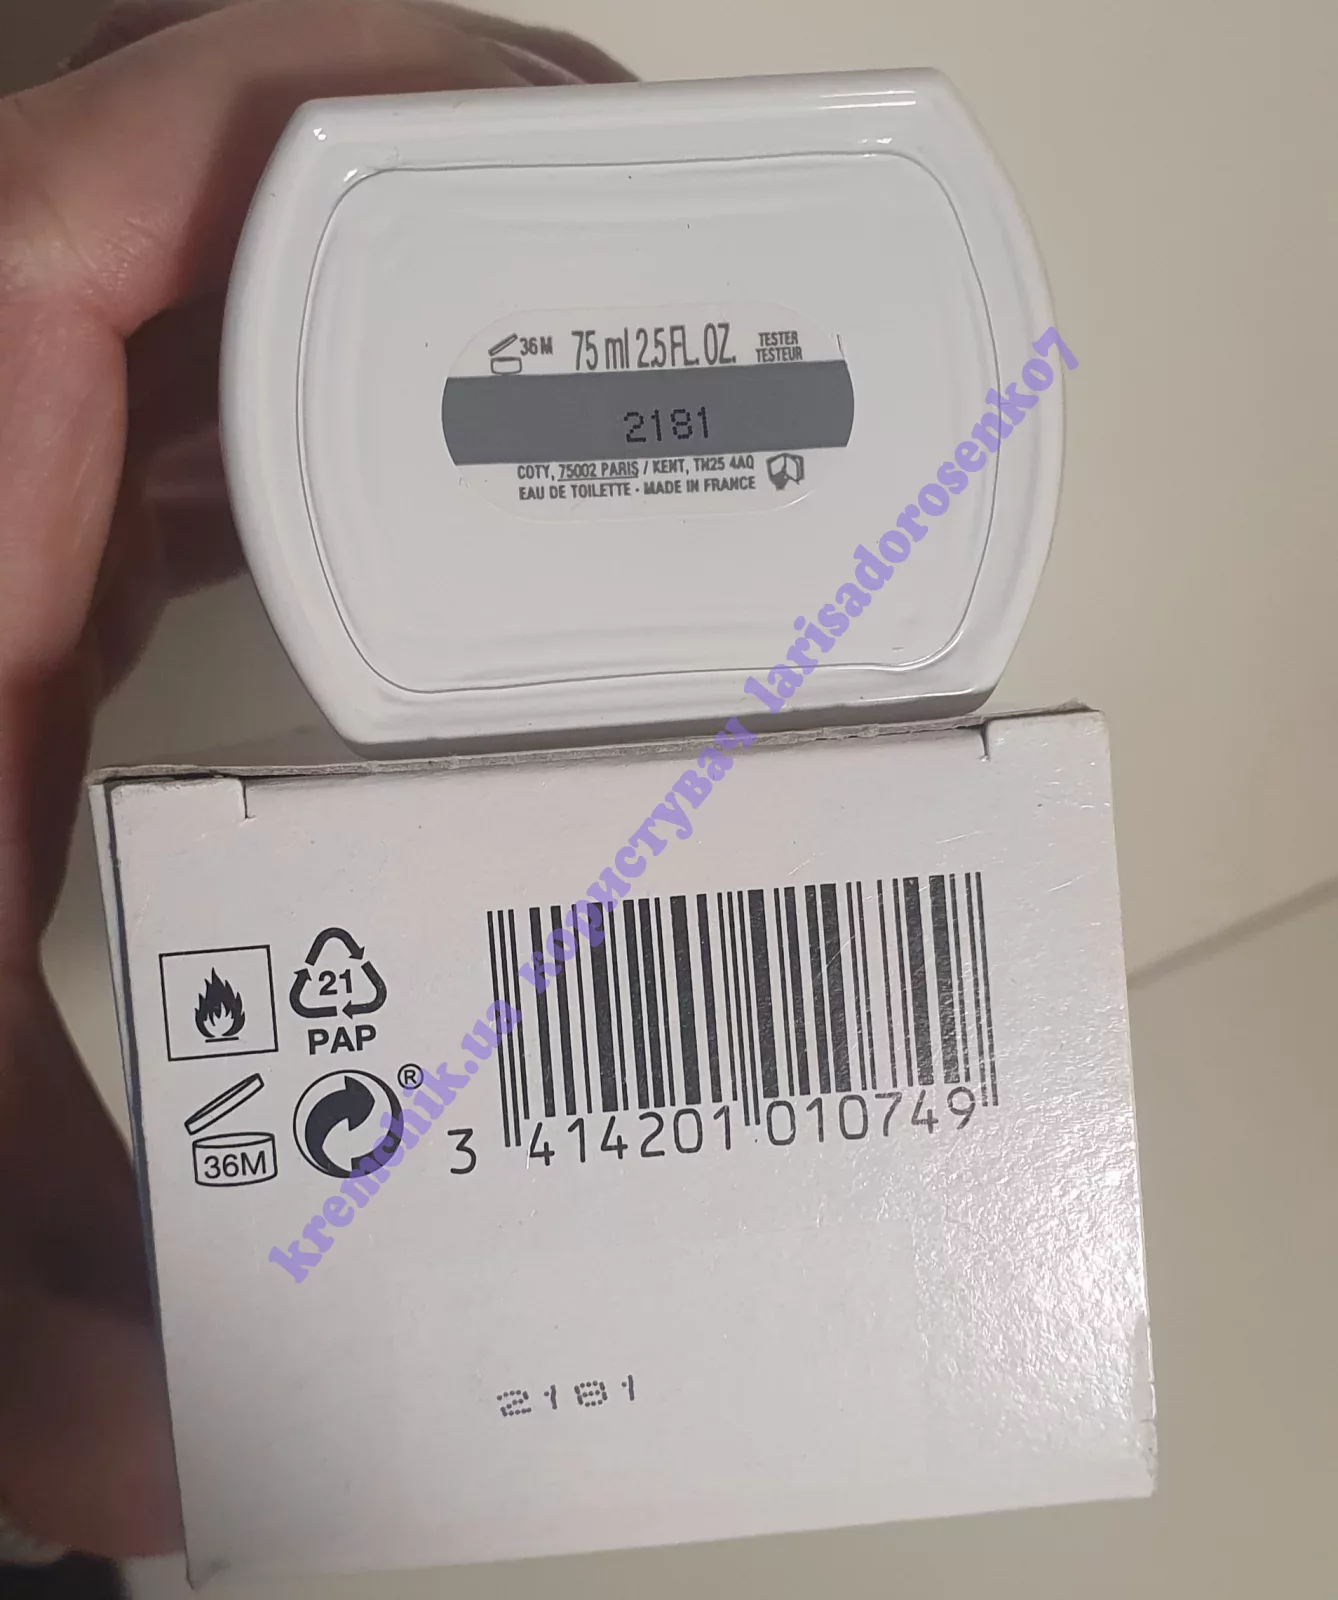 36M 75 ml 2.5 FL. OZ. TESTER
TESTEUR
2181
COTY, 75002 PARIS / KENT, TN25 4AQ
EAU DE TOILETTE - MADE IN FRANCE
21
PAP
36M
®
3 414201 010749
2181
kremchik.ua користувач larisadorosenko7